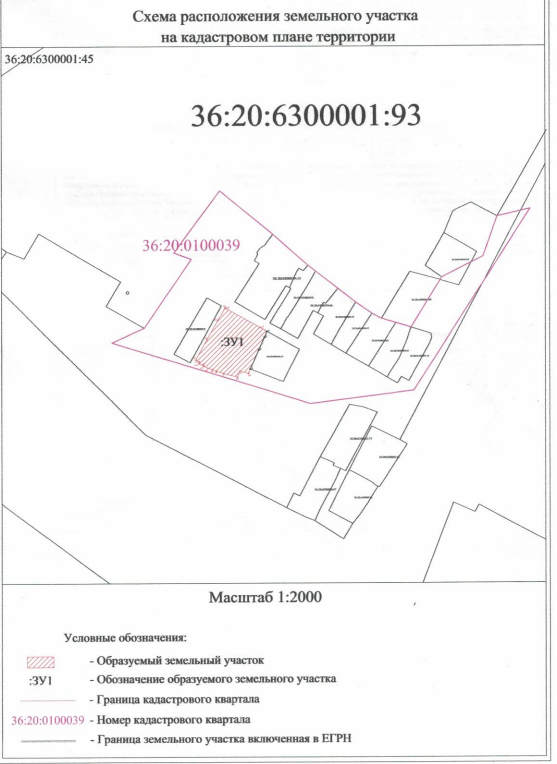 Схема расположения земельного участка
на кадастровом плане территории
36:20:6300001:45
36:20:6300001:93
36:20:0100039
:ЗУ1
Масштаб 1:2000
Условные обозначения:
- Образуемый земельный участок
:ЗУ1 - Обозначение образуемого земельного участка
- Граница кадастрового квартала
36:20:0100039 - Номер кадастрового квартала
- Граница земельного участка включенная в ЕГРН